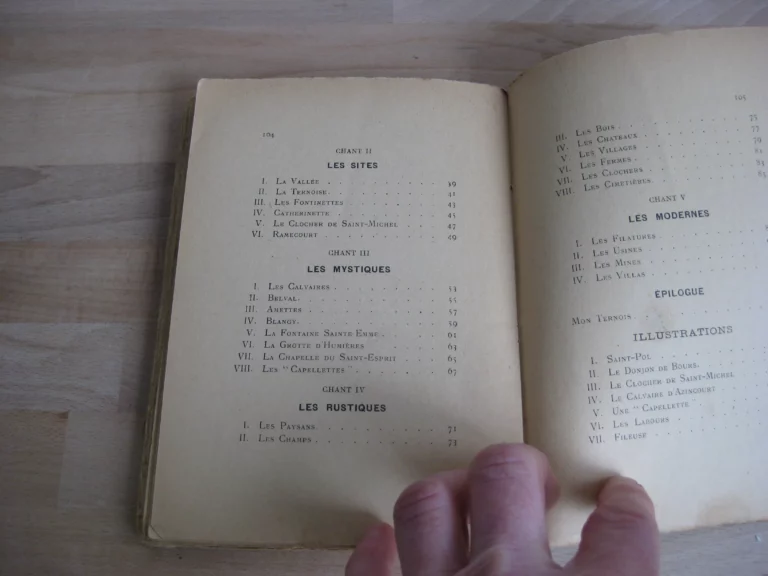 104
CHANT II
LES SITES
I. La Vallée 39
II. La Ternoise 41
III. Les Fontinettes 43
IV. Catherinette 45
V. Le Clocher de Saint-Michel 47
VI. Ramecourt 49
CHANT III
LES MYSTIQUES
I. Les Calvaires 53
II. Belval 55
III. Amettes 57
IV. Blangy 59
V. La Fontaine Sainte-Berthe 61
VI. La Grotte d'Humières 63
VII. La Chapelle du Saint-Esprit 65
VIII. Les "Capellettes" 67
CHANT IV
LES RUSTIQUES
I. Les Paysans 71
II. Les Champs 73
105
III. Les Bois 75
IV. Les Chateaux 77
V. Les Villages 79
VI. Les Fermes 81
VII. Les Clochers
VIII. Les Cimetières
CHANT V
LES MODERNES
I. Les Filatures
II. Les Usines
III. Les Mines
IV. Les Villas
ÉPILOGUE
Mon Ternois
ILLUSTRATIONS
I. Saint-Pol
II. Le Donjon de Bours
III. Le Clocher de Saint-Michel
IV. Le Calvaire d'Azincourt
V. Une "Capellette"
VI. Les Labours
VII. Fileuse